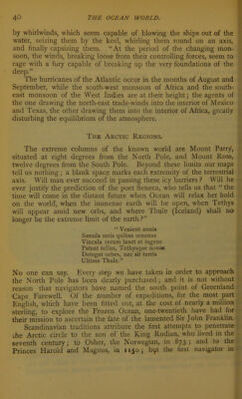 40 THE OCEAN WORLD.
by whirlwinds, which seem capable of blowing the ships out of the
water, seizing them by the keel, whirling them round on an axis,
and finally capsizing them. "At the period of the changing mon-
soon, the winds, breaking loose from their controlling forces, seem to
rage with a fury capable of breaking up the very foundations of the
deep."
The hurricanes of the Atlantic occur in the months of August and
September, while the south-west monsoon of Africa and the south-
east monsoon of the West Indies are at their height; the agents of
the one drawing the north-east trade-winds into the interior of Mexico
and Texas, the other drawing them into the interior of Africa, greatly
disturbing the equilibrium of the atmosphere.
THE ARCTIC REGIONS.
The extreme columns of the known world are Mount Parry,
situated at eight degrees from the North Pole, and Mount Ross,
twelve degrees from the South Pole. Beyond these limits our maps
tell us nothing; a blank space marks each extremity of the terrestrial
axis. Will man ever succeed in passing these icy barriers? Will he
ever justify the prediction of the poet Seneca, who tells us that "the
time will come in the distant future when Ocean will relax her hold
on the world, when the immense earth will be open, when Tethys
will appear amid new orbs, and where Thule (Iceland) shall no
longer be the extreme limit of the earth?"
"Venient annis
Sæcula seris quibus oceanus
Vincula rerum laxet et ingens
Pateat tellus, Tethysque novos
Detegat orbes, nec sit terris
Ultima Thule."
No one can say. Every step we have taken in order to approach
the North Pole has been dearly purchased; and it is not without
reason that navigators have named the south point of Greenland
Cape Farewell. Of the number of expeditions, for the most part
English, which have been fitted out, at the cost of nearly a million
sterling, to explore the Frozen Ocean, one-twentieth have had for
their mission to ascertain the fate of the lamented Sir John Franklin.
Scandinavian traditions attribute the first attempts to penetrate
the Arctic circle to the son of the King Rodian, who lived in the
seventh century; to Osher, the Norwegian, in 873; and to the
Princes Harold and Magnus, in 1150; but the first navigator in